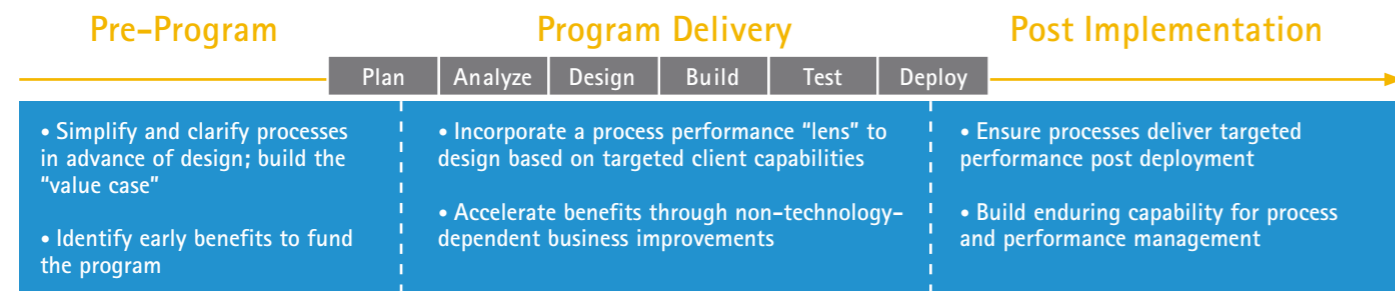 Pre-Program
Program Delivery
Post Implementation
Plan
Analyze
Design
Build
Test
Deploy
• Simplify and clarify processes
in advance of design; build the
“value case”
• Identify early benefits to fund
the program
• Incorporate a process performance “lens” to
design based on targeted client capabilities
• Accelerate benefits through non-technology-
dependent business improvements
• Ensure processes deliver targeted
performance post deployment
• Build enduring capability for process
and performance management